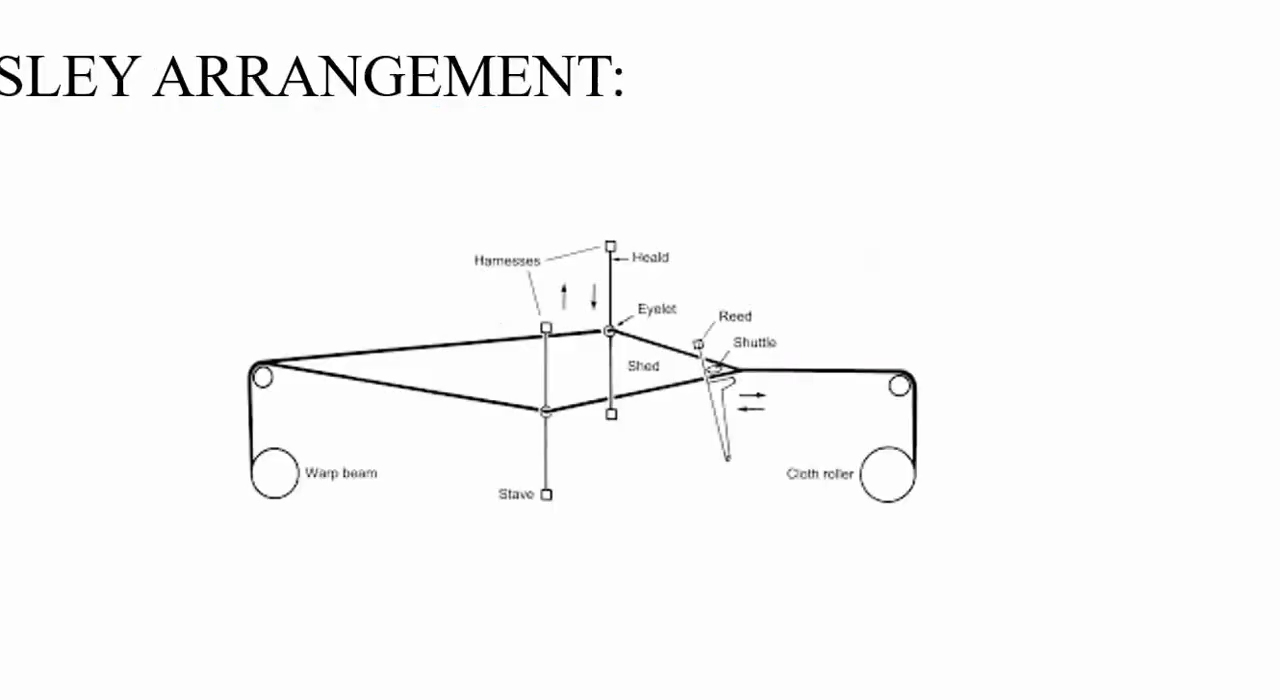 SLEY ARRANGEMENT:
Harnesses
Heald
Eyelet
Reed
Shuttle
Shed
Warp beam
Cloth roller
Stave